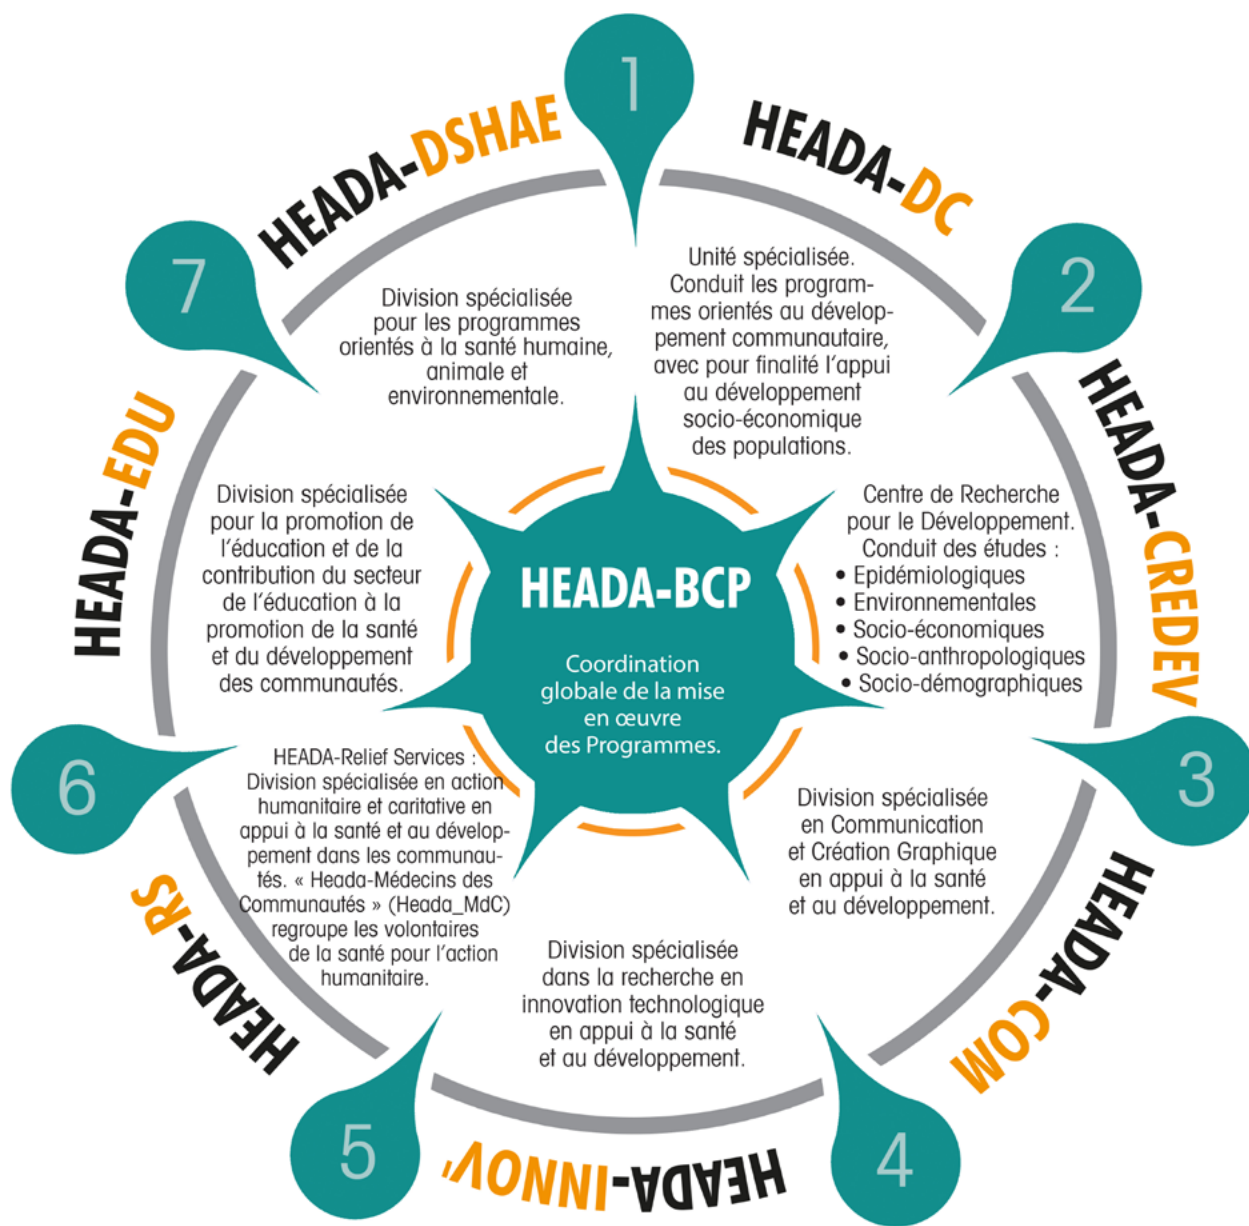 1
HEADA-DC
Unité spécialisée.
Conduit les program-
mes orientés au dévelop-
pement communautaire,
avec pour finalité l'appui
au développement
socio-économique
des populations.
2
HEADA-CREDEV
Centre de Recherche
pour le Développement.
Conduit des études :
• Epidémiologiques
• Environnementales
• Socio-économiques
• Socio-anthropologiques
• Socio-démographiques
3
HEADA-COM
Division spécialisée
en Communication
et Création Graphique
en appui à la santé
et au développement.
4
HEADA-INNOV'
Division spécialisée
dans la recherche en
innovation technologique
en appui à la santé
et au développement.
5
HEADA-RS
HEADA-Relief Services :
Division spécialisée en action
humanitaire et caritative en
appui à la santé et au dévelop-
pement dans les communau-
tés. « Heada-Médecins des
Communautés » (Heada_MdC)
regroupe les volontaires
de la santé pour l'action
humanitaire.
6
HEADA-EDU
Division spécialisée
pour la promotion de
l'éducation et de la
contribution du secteur
de l'éducation à la
promotion de la santé
et du développement
des communautés.
7
HEADA-DSHAE
Division spécialisée
pour les programmes
orientés à la santé humaine,
animale et
environnementale.
HEADA-BCP
Coordination
globale de la mise
en œuvre
des Programmes.